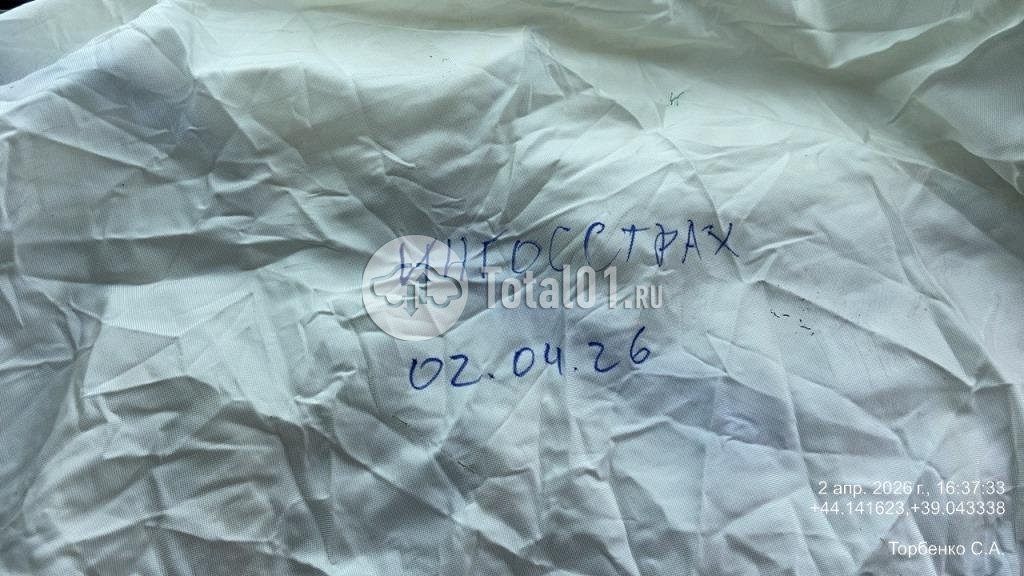 ИНГОССТРАХ
Total01.RU
02.04.26
2 апр. 2026 г., 16:37:33
+44.141623,+39.043338
Торбенко С.А.